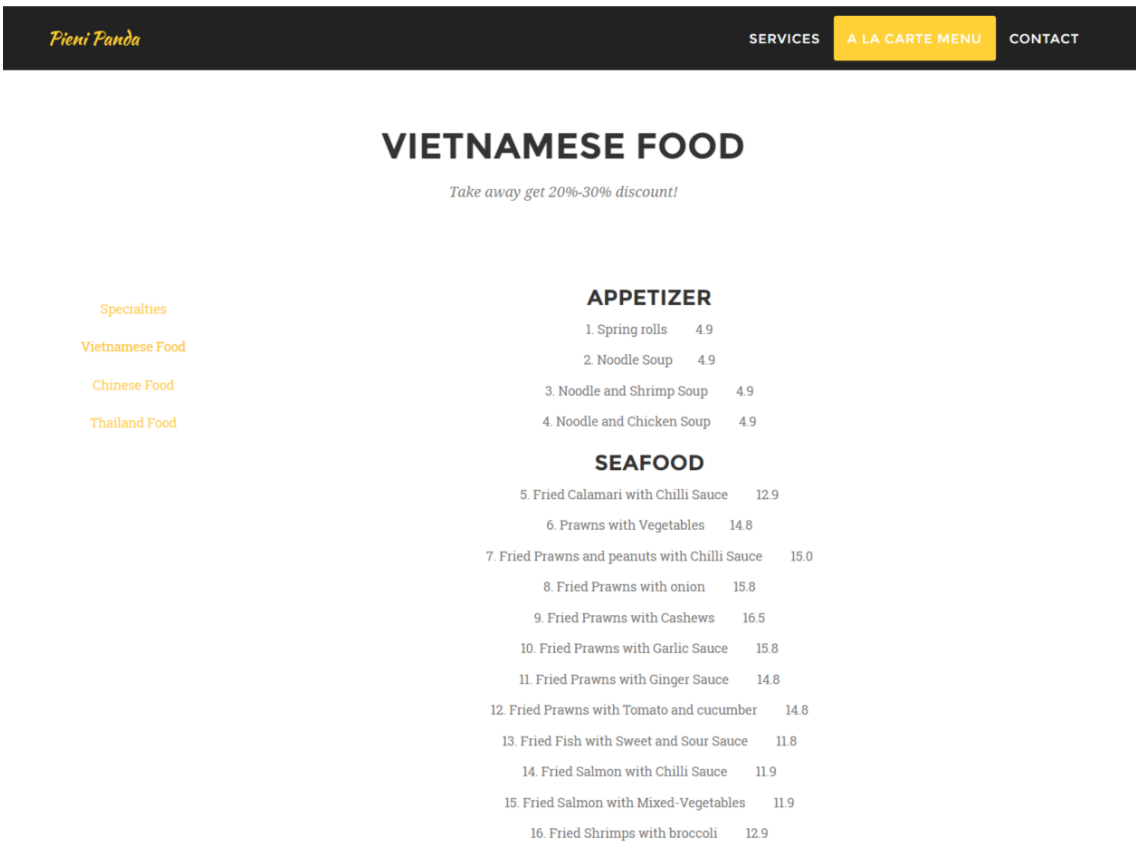 Pieni Panda
SERVICES A LA CARTE MENU CONTACT
VIETNAMESE FOOD
Take away get 20%-30% discount!
Specialties
Vietnamese Food
Chinese Food
Thailand Food
APPETIZER
1. Spring rolls 4.9
2. Noodle Soup 4.9
3. Noodle and Shrimp Soup 4.9
4. Noodle and Chicken Soup 4.9
SEAFOOD
5. Fried Calamari with Chilli Sauce 12.9
6. Prawns with Vegetables 14.8
7. Fried Prawns and peanuts with Chilli Sauce 15.0
8. Fried Prawns with onion 15.8
9. Fried Prawns with Cashews 16.5
10. Fried Prawns with Garlic Sauce 15.8
11. Fried Prawns with Ginger Sauce 14.8
12. Fried Prawns with Tomato and cucumber 14.8
13. Fried Fish with Sweet and Sour Sauce 11.8
14. Fried Salmon with Chilli Sauce 11.9
15. Fried Salmon with Mixed-Vegetables 11.9
16. Fried Shrimps with broccoli 12.9